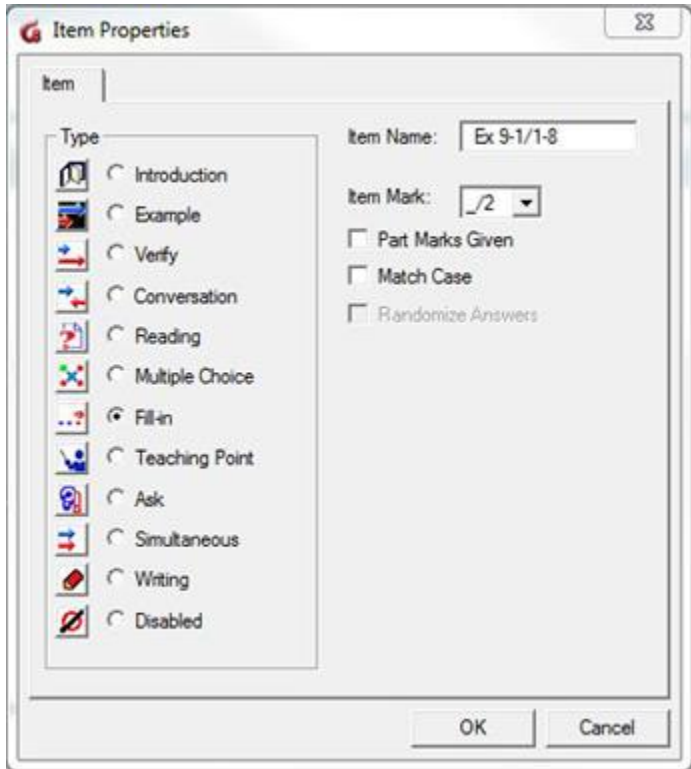 Item Properties
Item
Type
Introduction
Example
Verify
Conversation
Reading
Multiple Choice
Fill-in
Teaching Point
Ask
Simultaneous
Writing
Disabled
Item Name: Ex 9-1/1-8
Item Mark: _/2
Part Marks Given
Match Case
Randomize Answers
OK Cancel